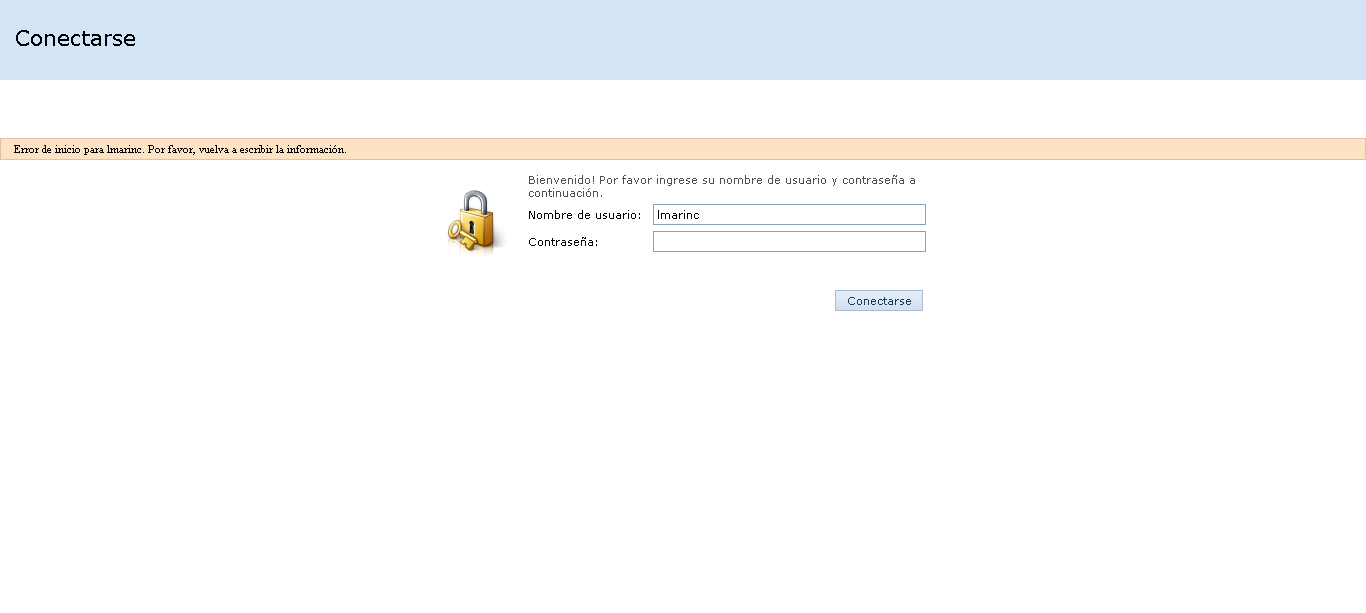 Conectarse
Error de inicio para lmarinc. Por favor, vuelva a escribir la información.
Bienvenido! Por favor ingrese su nombre de usuario y contraseña a
continuación.
Nombre de usuario: lmarinc
Contraseña:
Conectarse